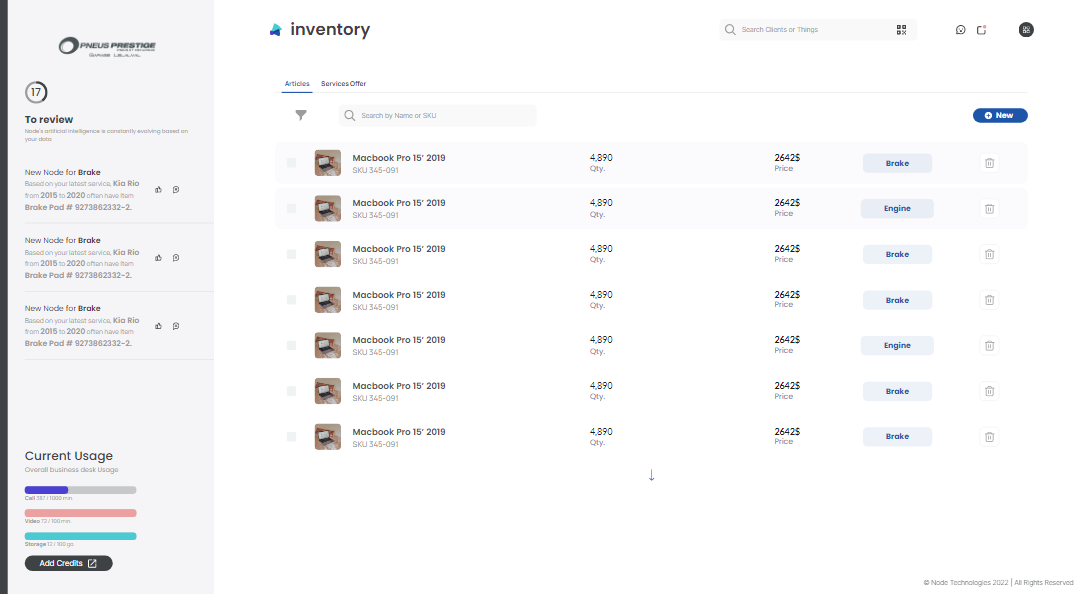 PNEUS PRESTIGE
17
To review
Node's artificial intelligence is constantly evolving based on
your data
New Node for Brake
Based on your latest service, Kia Rio
from 2015 to 2020 often have item
Brake Pad # 9273862332-2.
New Node for Brake
Based on your latest service, Kia Rio
from 2015 to 2020 often have item
Brake Pad # 9273862332-2.
New Node for Brake
Based on your latest service, Kia Rio
from 2015 to 2020 often have item
Brake Pad # 9273862332-2.
Current Usage
Overall business desk Usage
Call 397 / 1000 min.
Video 72 / 100 min.
Storage 12 / 100 go.
Add Credits
inventory
Search Clients or Things
Articles Services Offer
Search by Name or SKU
New
Macbook Pro 15’ 2019 4,890 2642$ Brake
SKU 345-091 Qty. Price
Macbook Pro 15’ 2019 4,890 2642$ Engine
SKU 345-091 Qty. Price
Macbook Pro 15’ 2019 4,890 2642$ Brake
SKU 345-091 Qty. Price
Macbook Pro 15’ 2019 4,890 2642$ Brake
SKU 345-091 Qty. Price
Macbook Pro 15’ 2019 4,890 2642$ Engine
SKU 345-091 Qty. Price
Macbook Pro 15’ 2019 4,890 2642$ Brake
SKU 345-091 Qty. Price
Macbook Pro 15’ 2019 4,890 2642$ Brake
SKU 345-091 Qty. Price
© Node Technologies 2022 | All Rights Reserved